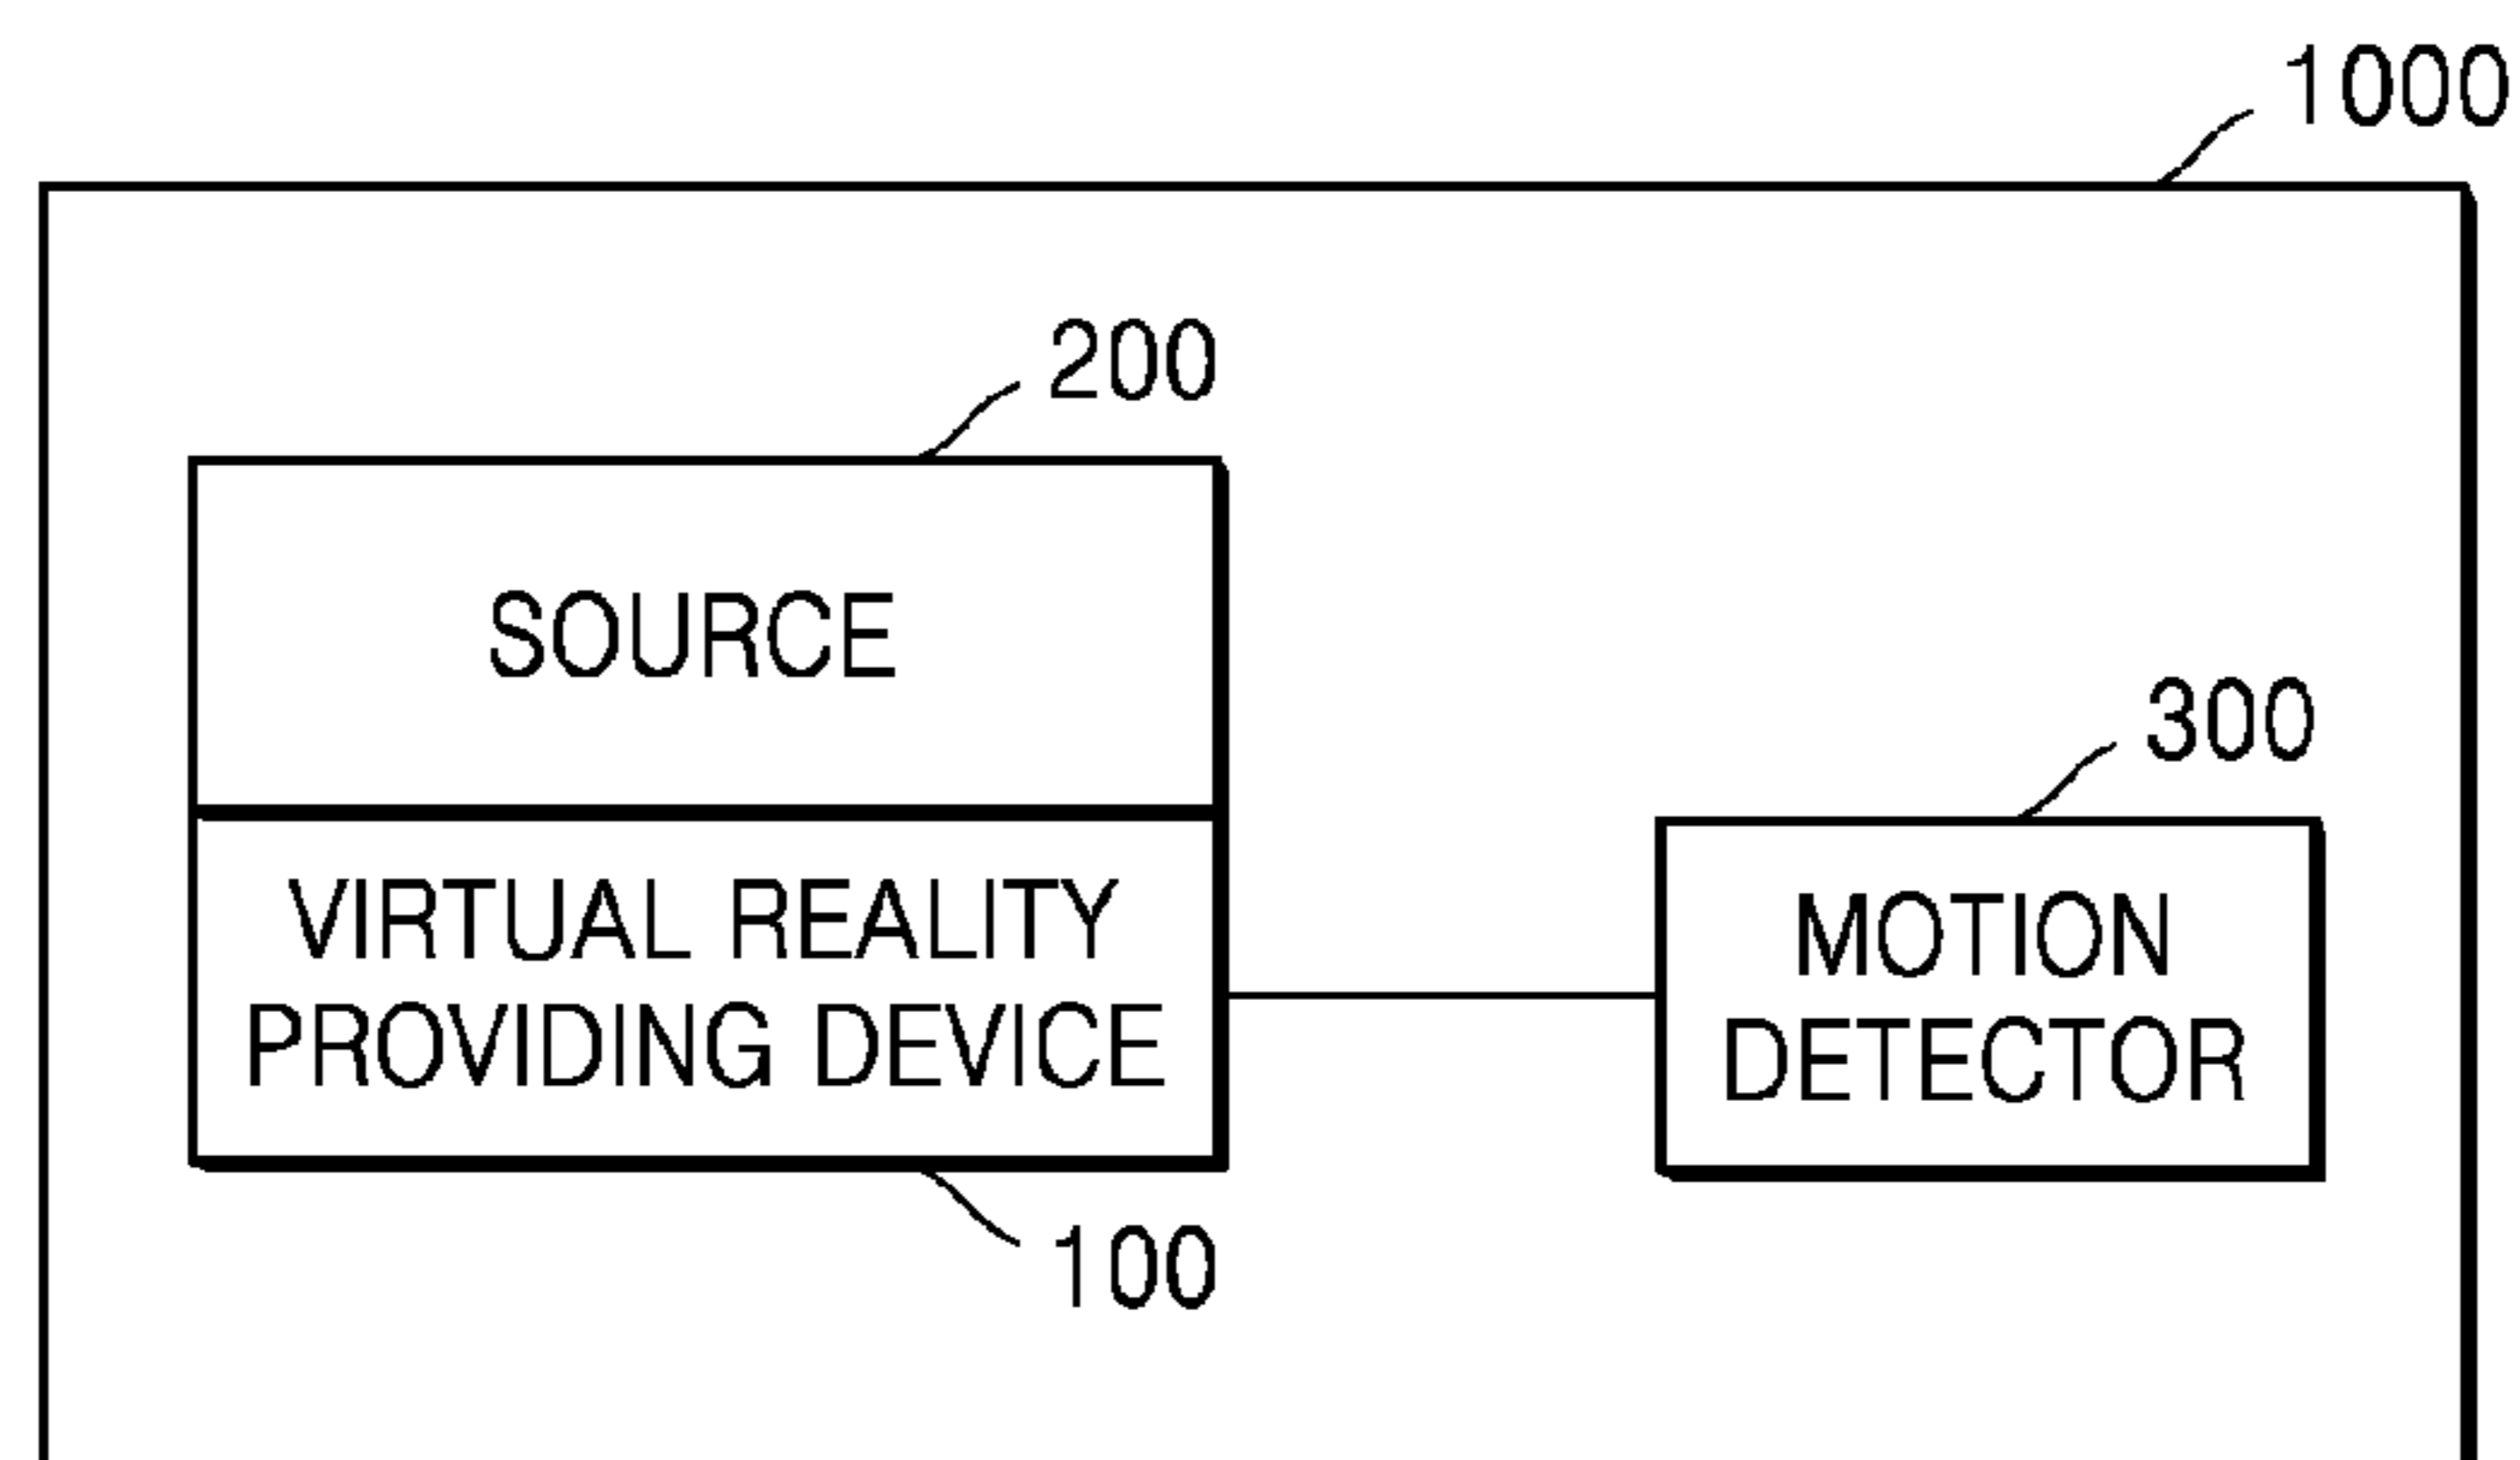 1000
200
SOURCE
300
VIRTUAL REALITY
PROVIDING DEVICE
MOTION
DETECTOR
100